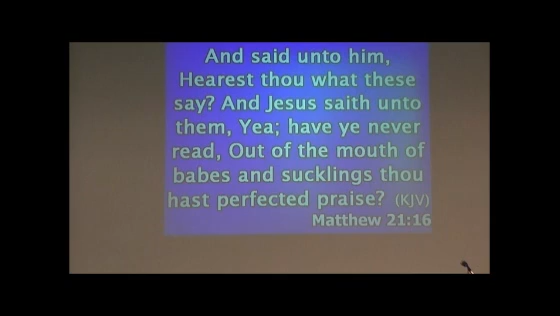 And said unto him,
Hearest thou what these
say? And Jesus saith unto
them, Yea; have ye never
read, Out of the mouth of
babes and sucklings thou
hast perfected praise? (KJV)
Matthew 21:16